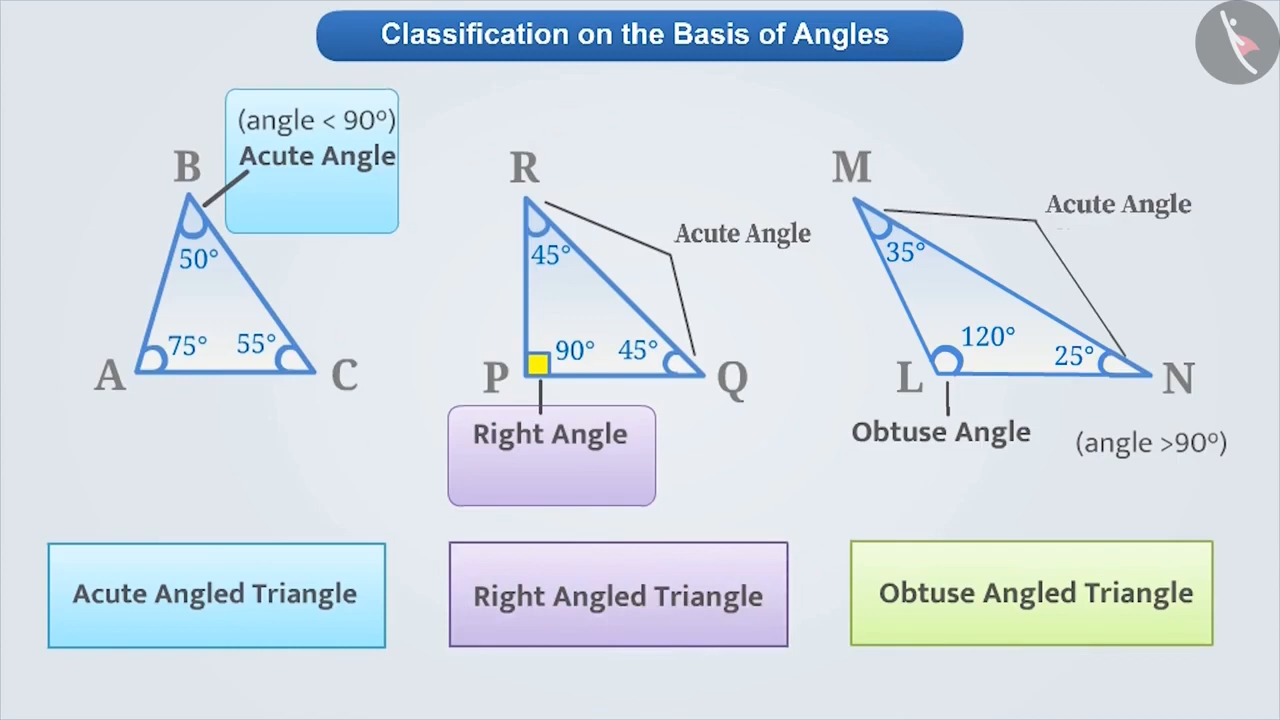 Classification on the Basis of Angles
(angle < 90°)
Acute Angle
B
50°
A
75°
55°
C
R
45°
Acute Angle
P
90°
45°
Q
Right Angle
M
Acute Angle
35°
L
120°
25°
N
Obtuse Angle
(angle >90°)
Acute Angled Triangle
Right Angled Triangle
Obtuse Angled Triangle